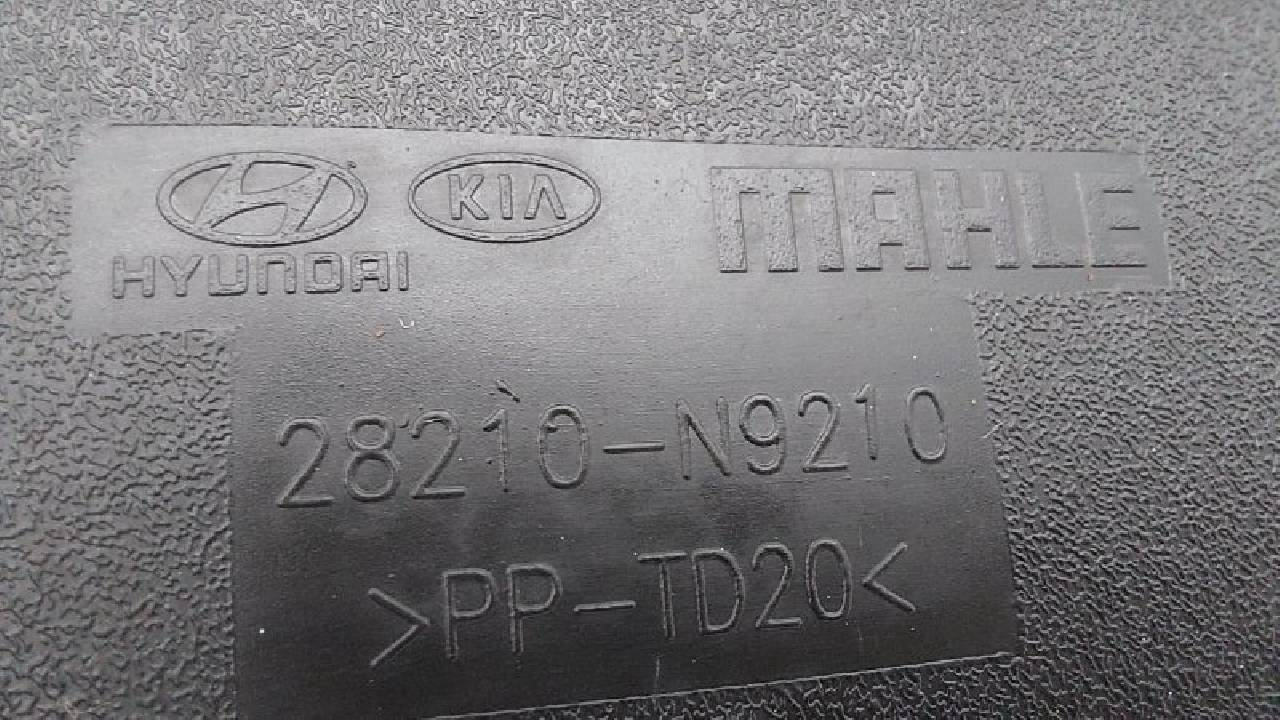 KIA MAHLE
HYUNDAI
28210-N9210
>PP-TD20<